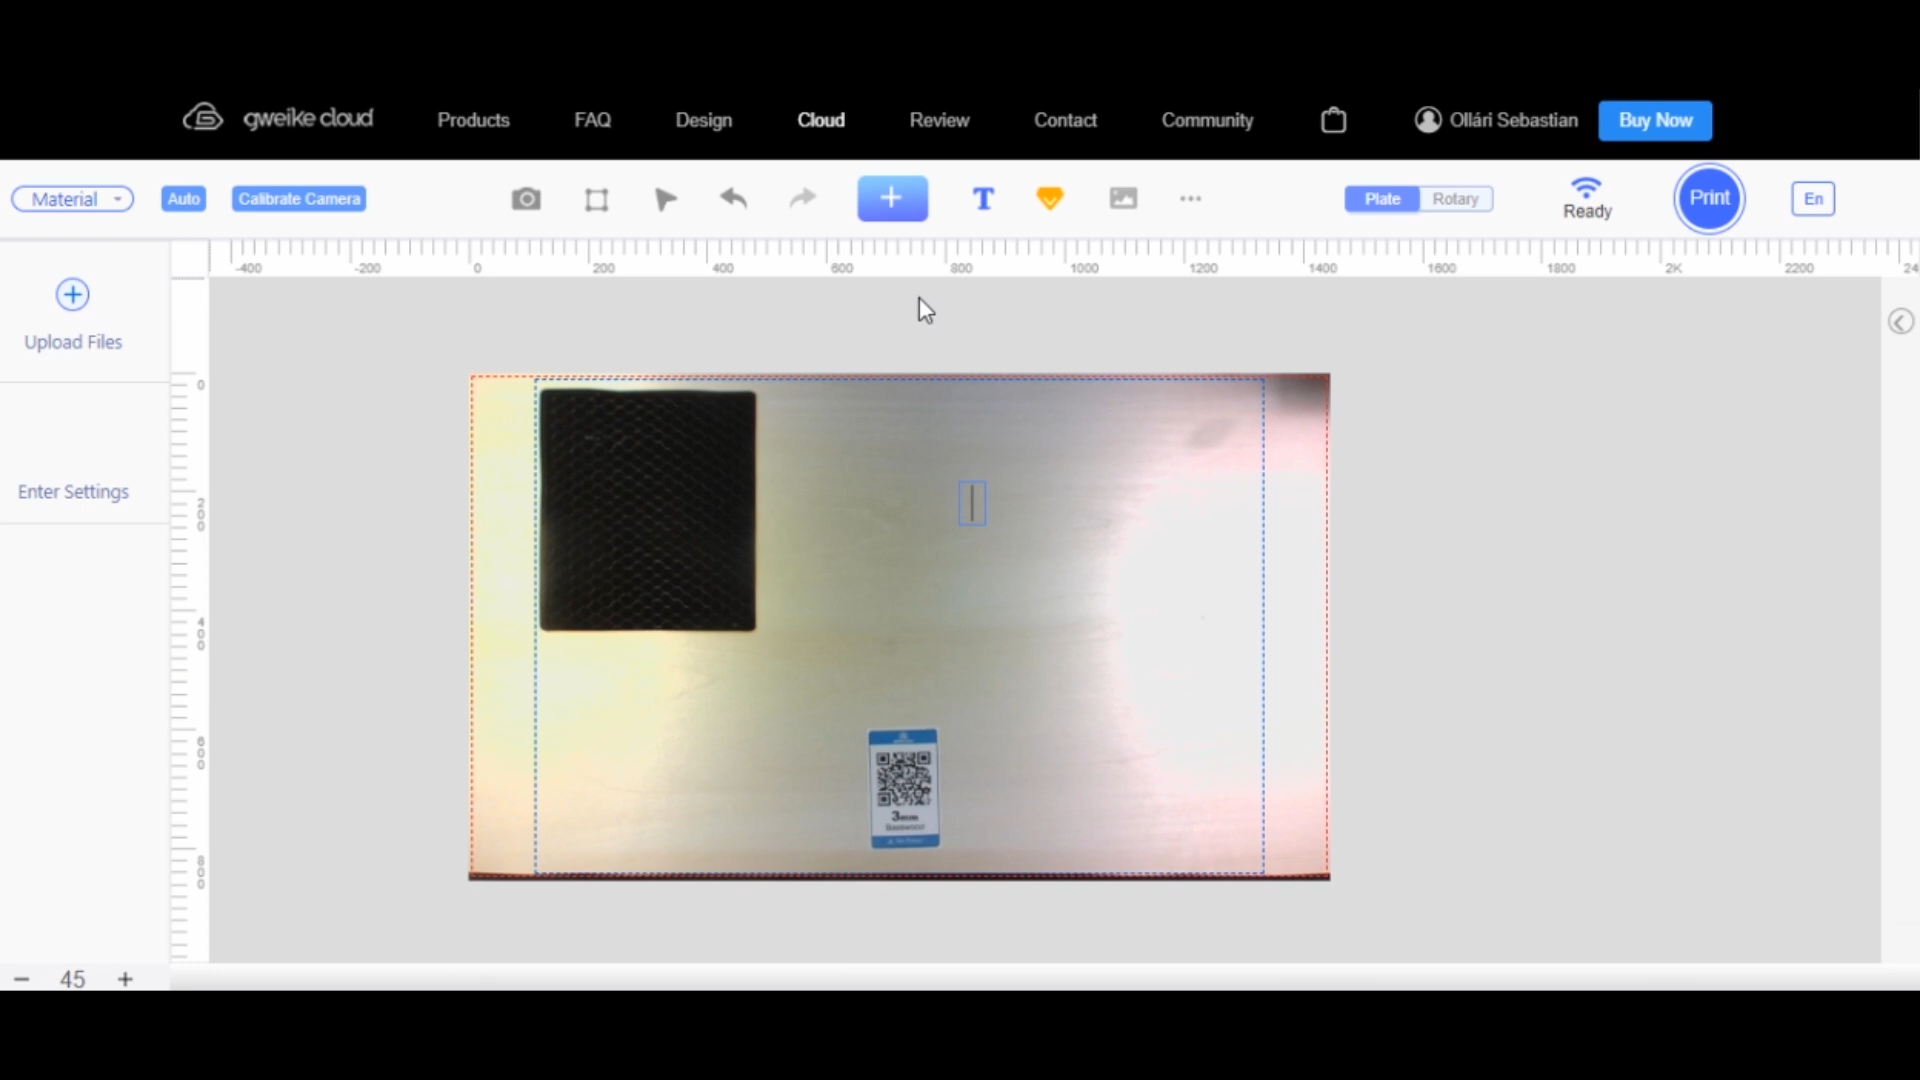 gweike cloud
Products
FAQ
Design
Cloud
Review
Contact
Community
Ollári Sebastian
Buy Now
Material
Auto
Calibrate Camera
T
Plate
Rotary
Ready
Print
En
-400
-200
0
200
400
600
800
1000
1200
1400
1600
1800
2K
2200
24
Upload Files
Enter Settings
0
200
400
600
800
3mm
Basswood
45